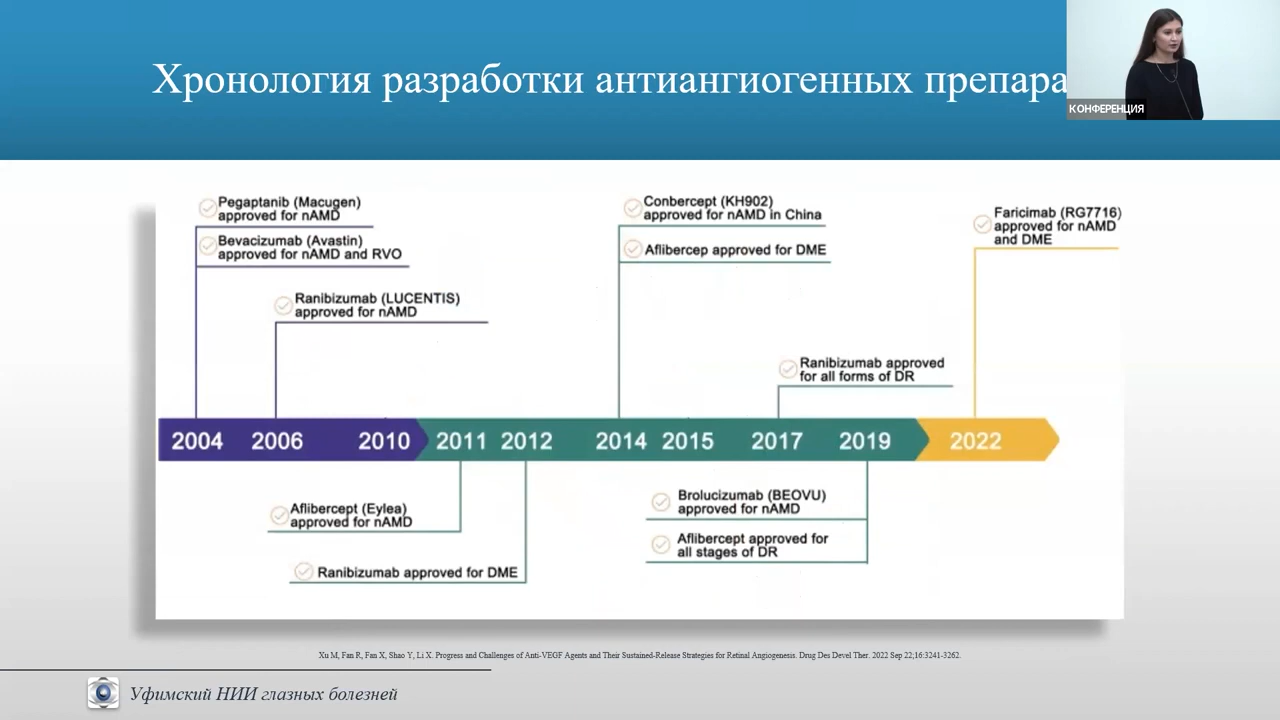 Хронология разработки антиангиогенных препара
КОНФЕРЕНЦИЯ
Pegaptanib (Macugen)
approved for nAMD
Bevacizumab (Avastin)
approved for nAMD and RVO
Ranibizumab (LUCENTIS)
approved for nAMD
Conbercept (KH902)
approved for nAMD in China
Aflibercep approved for DME
Faricimab (RG7716)
approved for nAMD
and DME
Ranibizumab approved
for all forms of DR
2004 2006 2010 2011 2012 2014 2015 2017 2019 2022
Aflibercept (Eylea)
approved for nAMD
Ranibizumab approved for DME
Brolucizumab (BEOVU)
approved for nAMD
Aflibercept approved for
all stages of DR
Xu M, Fan R, Fan X, Shao Y, Li X. Progress and Challenges of Anti-VEGF Agents and Their Sustained-Release Strategies for Retinal Angiogenesis. Drug Des Devel Ther. 2022 Sep 22;16:3241-3262.
Уфимский НИИ глазных болезней